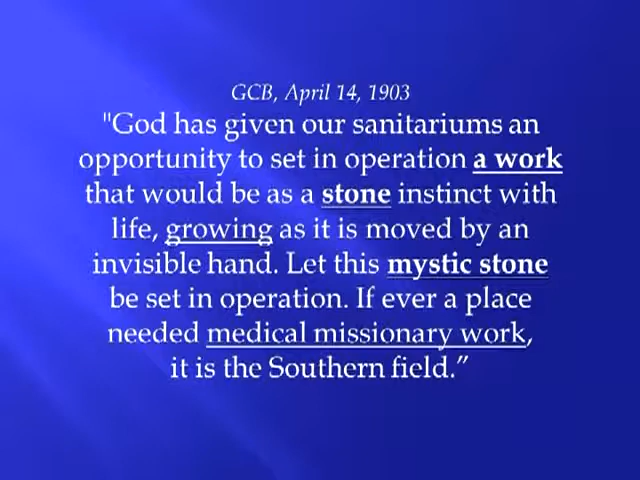 GCB, April 14, 1903
"God has given our sanitariums an
opportunity to set in operation a work
that would be as a stone instinct with
life, growing as it is moved by an
invisible hand. Let this mystic stone
be set in operation. If ever a place
needed medical missionary work,
it is the Southern field.”